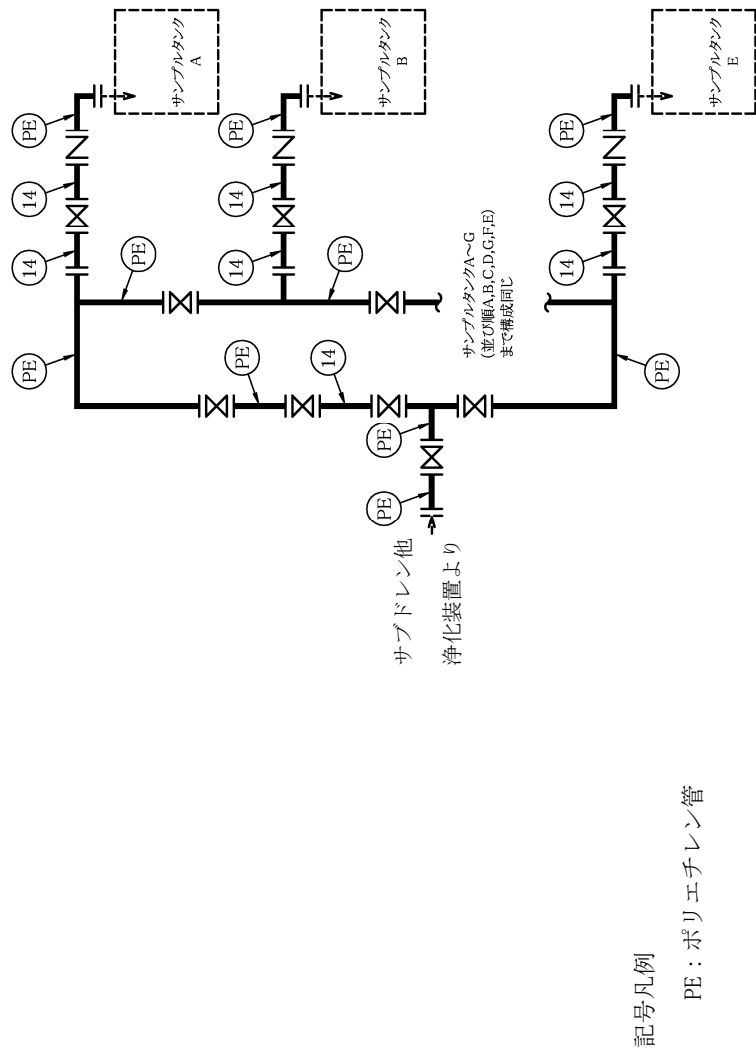 PE
14
14
PE
PE
サンプルタンク
A
PE
14
14
PE
14
PE
PE
PE
サンプルタンク
B
サブドレン他
浄化装置より
サンプルタンクA～G
(並び順A,B,C,D,G,F,E)
まで構成同じ
14
14
PE
PE
サンプルタンク
E
記号凡例
PE：ポリエチレン管